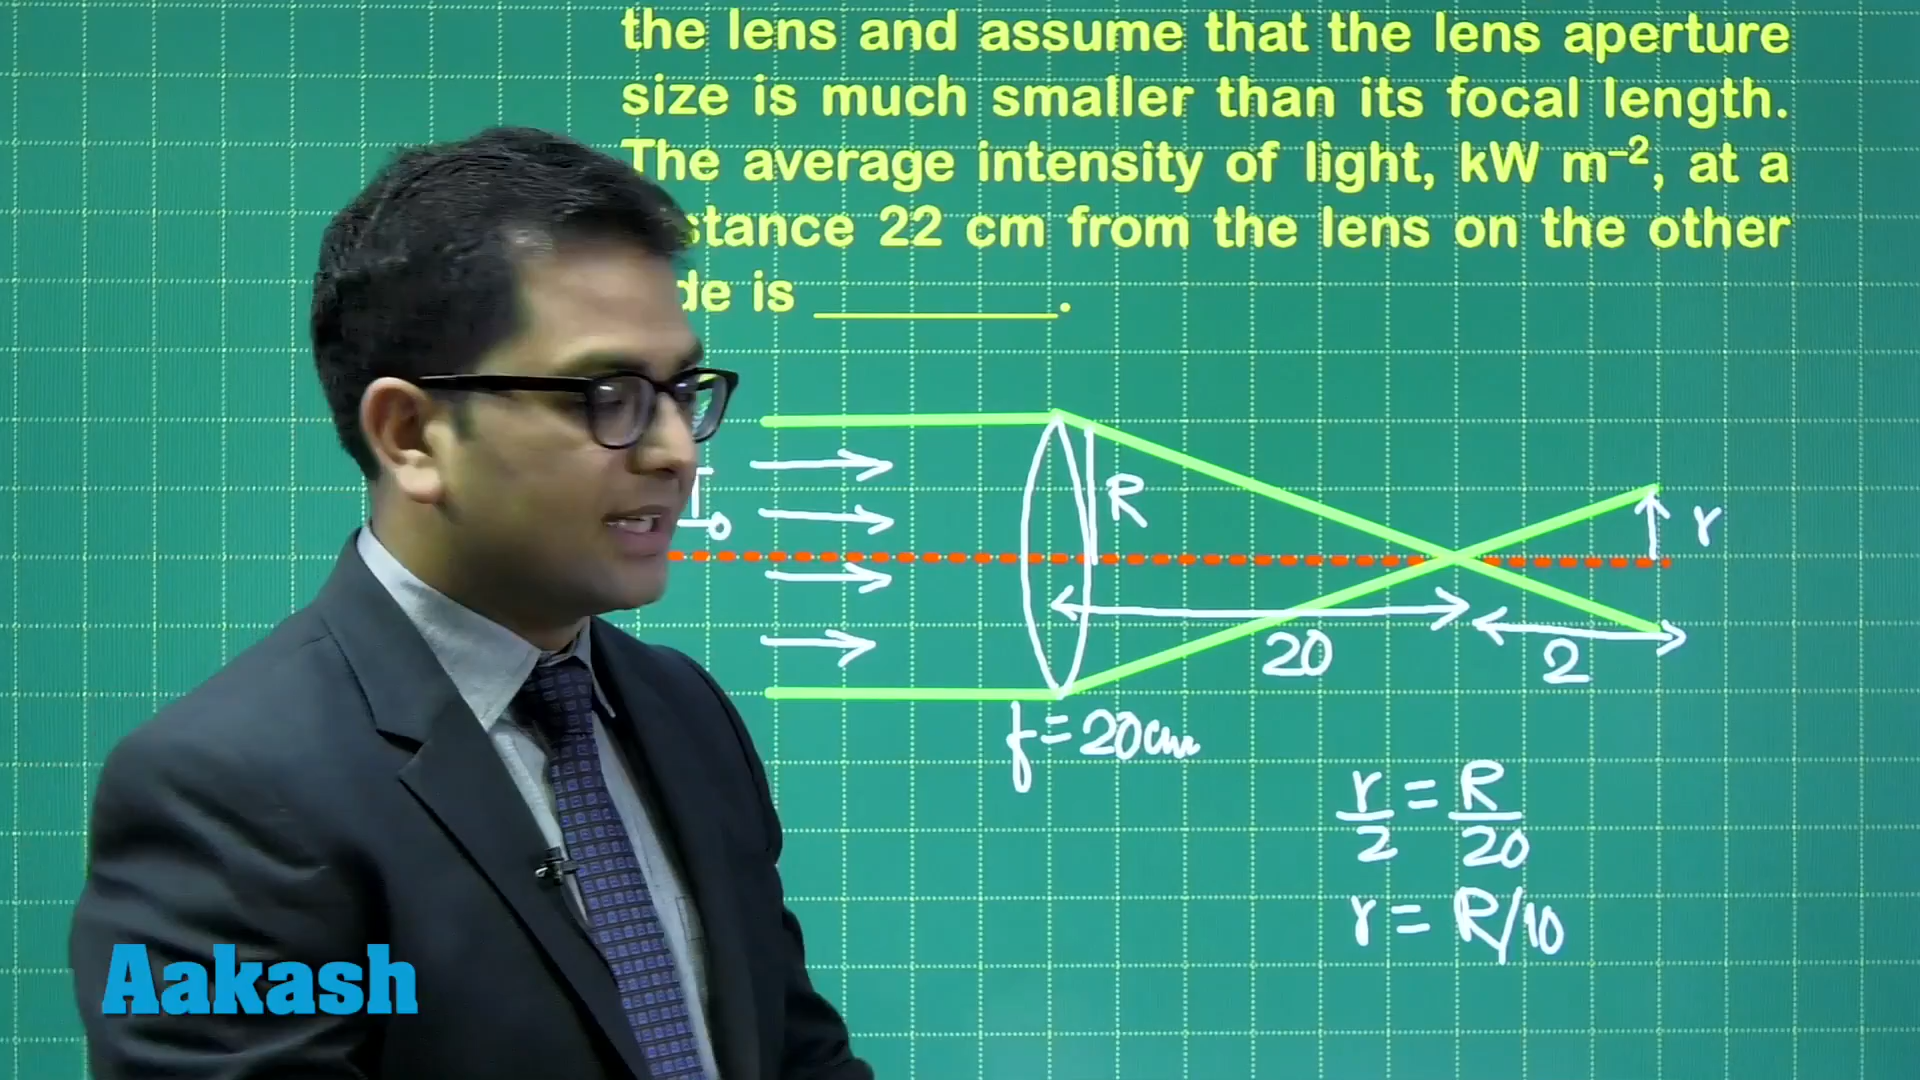 the lens and assume that the lens aperture
size is much smaller than its focal length.
The average intensity of light, kW m⁻², at a
22 cm from the lens on the other
is ________.
I₀
R
r
20
2
f = 20cm
r/2 = R/20
r = R/10
Aakash